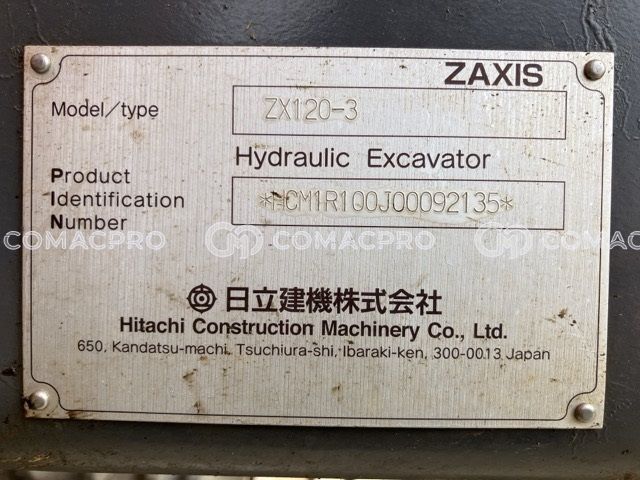 ZAXIS
Model/type ZX120-3
Hydraulic Excavator
Product
Identification
Number
*HCM1R100J00092135*
COMACPRO COMACPRO COMACPRO
日立建機株式会社
Hitachi Construction Machinery Co., Ltd.
650, Kandatsu-machi, Tsuchiura-shi, Ibaraki-ken, 300-0013 Japan